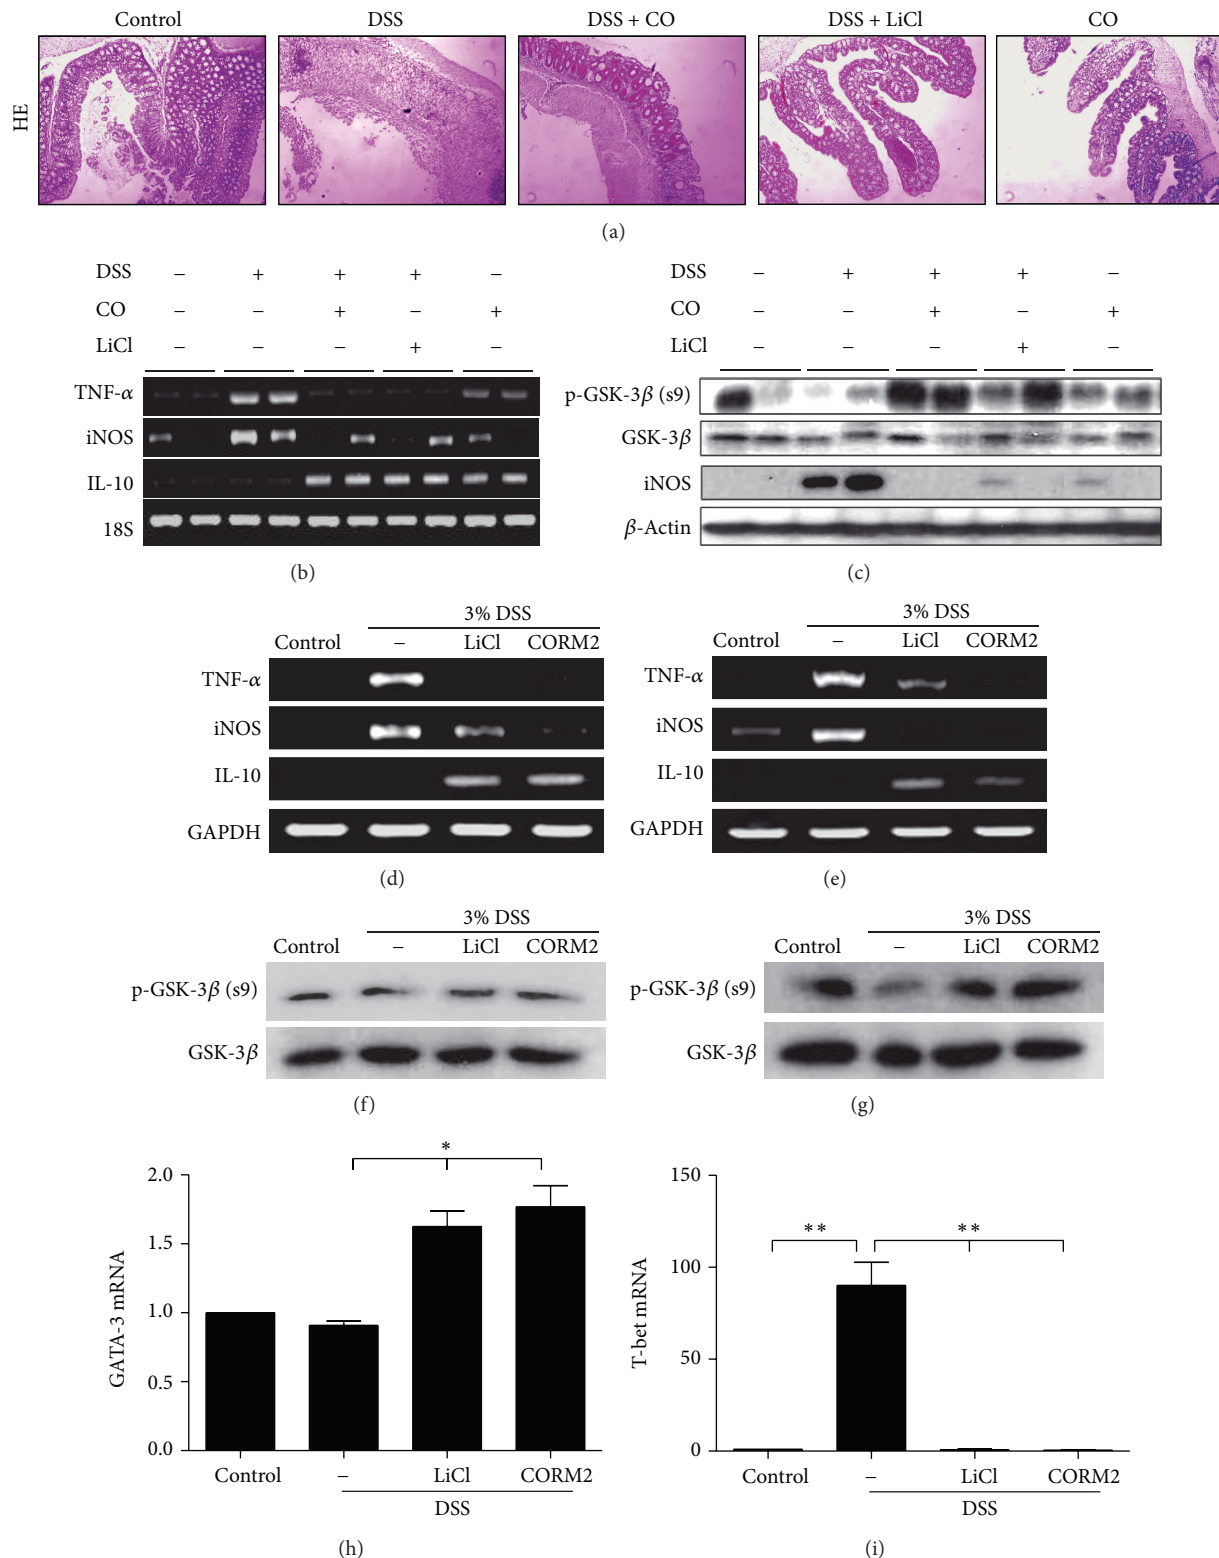 Control DSS DSS + CO DSS + LiCl CO
HE
(a)
DSS − + + + −
CO − − + − +
LiCl − − − + −
TNF-α
iNOS
IL-10
18S
(b)
DSS − + + + −
CO − − + − +
LiCl − − − + −
p-GSK-3β (s9)
GSK-3β
iNOS
β-Actin
(c)
3% DSS
Control − LiCl CORM2
TNF-α
iNOS
IL-10
GAPDH
(d)
3% DSS
Control − LiCl CORM2
TNF-α
iNOS
IL-10
GAPDH
(e)
3% DSS
Control − LiCl CORM2
p-GSK-3β (s9)
GSK-3β
(f)
3% DSS
Control − LiCl CORM2
p-GSK-3β (s9)
GSK-3β
(g)
*
2.0
1.5
1.0
0.5
0.0
GATA-3 mRNA
Control − LiCl CORM2
DSS
(h)
** **
150
100
50
0
T-bet mRNA
Control − LiCl CORM2
DSS
(i)